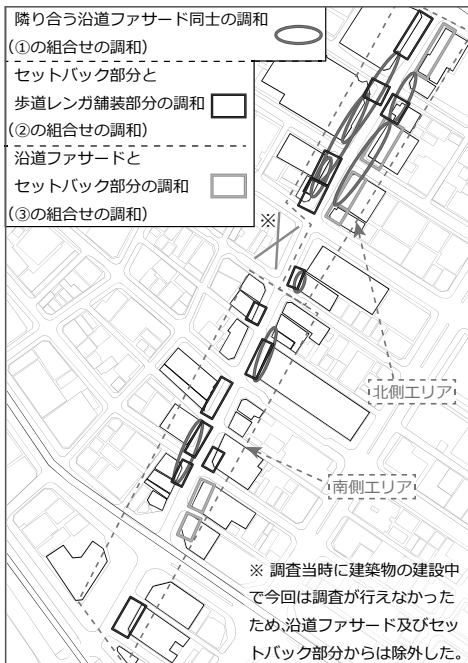 隣り合う沿道ファサード同士の調和
(①の組合せの調和)
セットバック部分と
歩道レンガ舗装部分の調和
(②の組合せの調和)
沿道ファサードと
セットバック部分の調和
(③の組合せの調和)
※
北側エリア
南側エリア
※ 調査当時に建築物の建設中
で今回は調査が行えなかった
ため,沿道ファサード及びセッ
トバック部分からは除外した。